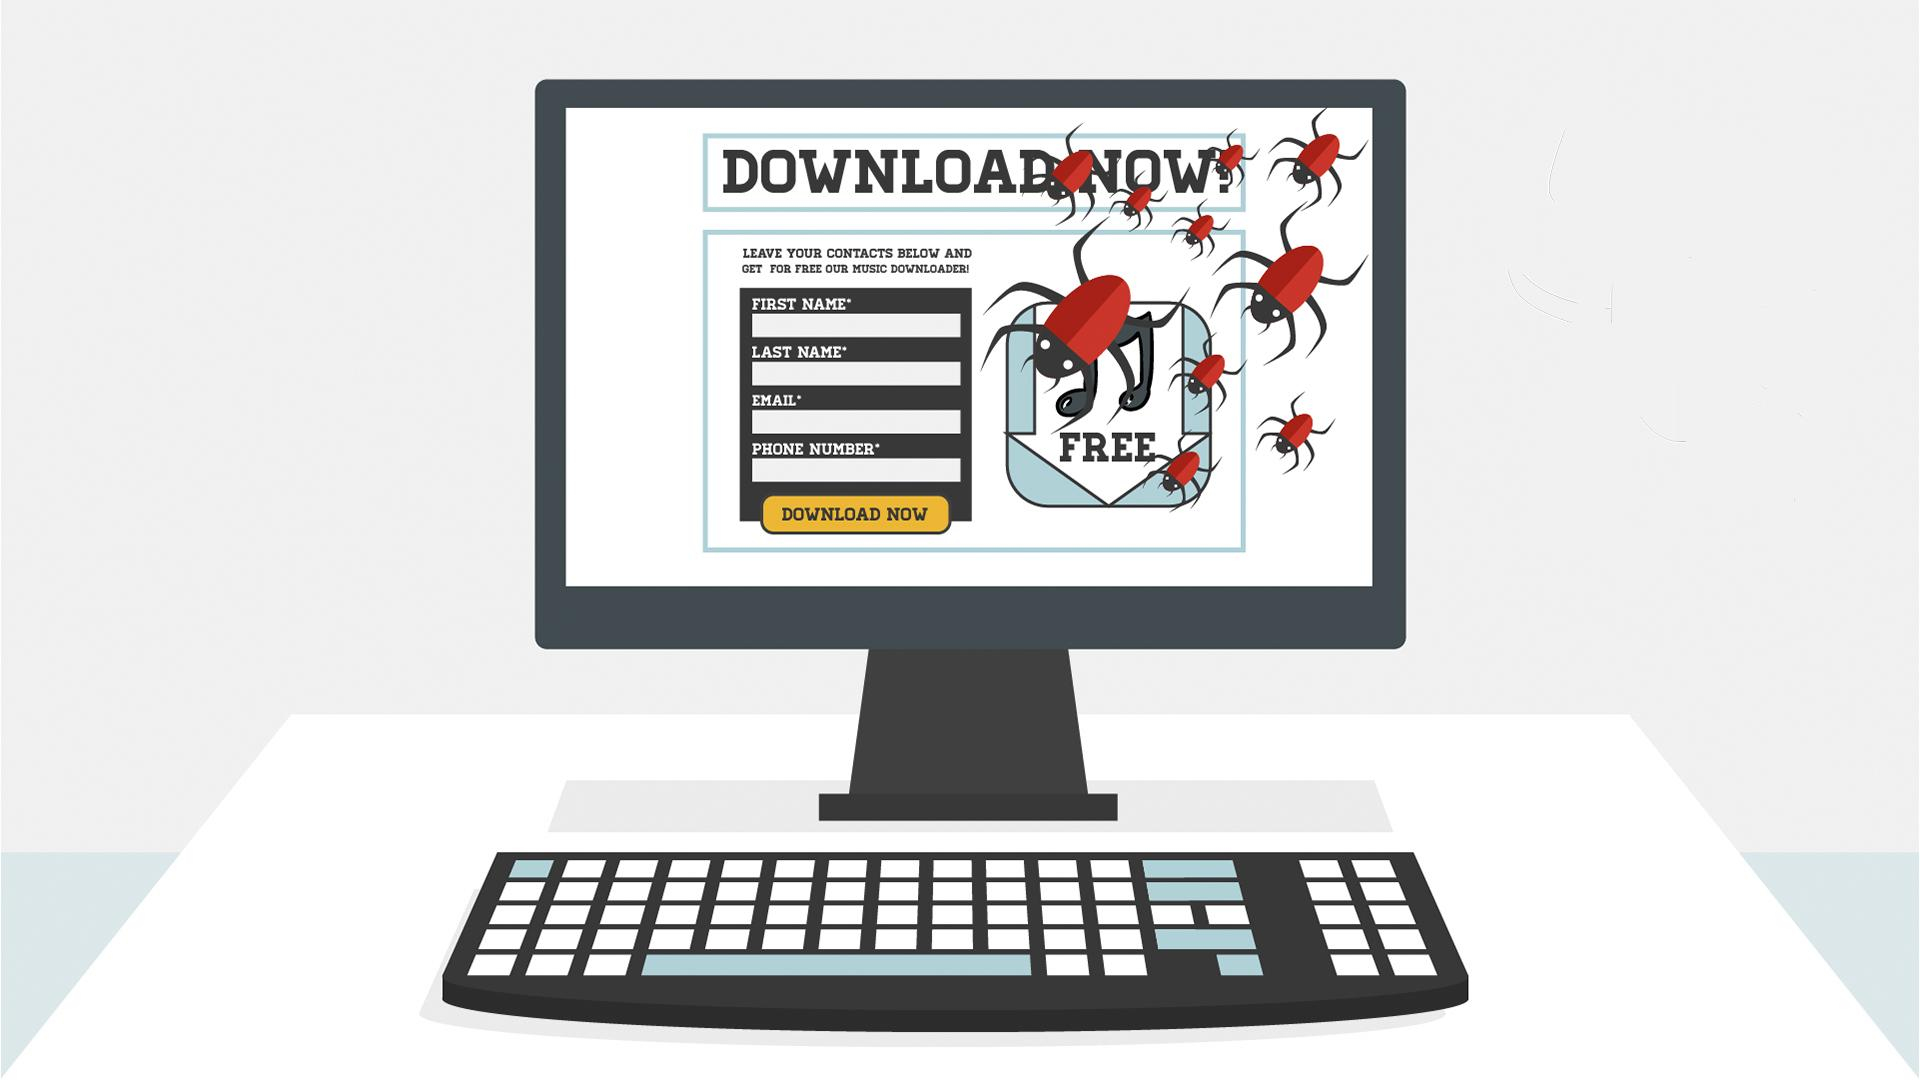 DOWNLOAD NOW!
LEAVE YOUR CONTACTS BELOW AND
GET FOR FREE OUR MUSIC DOWNLOADER!
FIRST NAME*
LAST NAME*
EMAIL*
PHONE NUMBER*
DOWNLOAD NOW
FREE